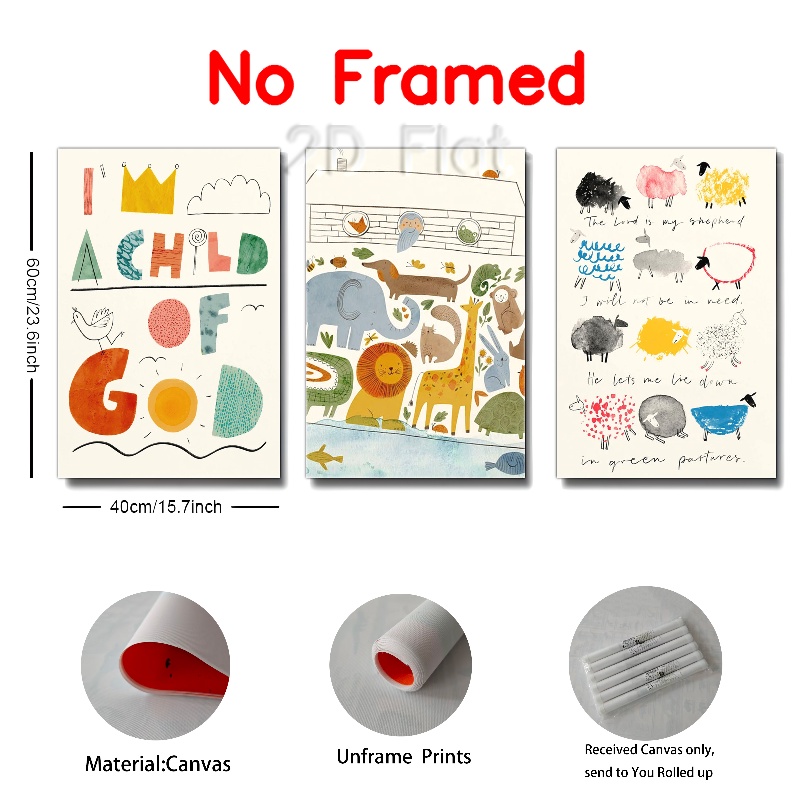 No Framed
2D Flat
I'M
A CHILD
OF
GOD
C
The Lord is my shepherd
I will not be in need.
He lets me lie down
in green pastures.
60cm/23.6inch
40cm/15.7inch
Material:Canvas
Unframe Prints
Received Canvas only,
send to You Rolled up